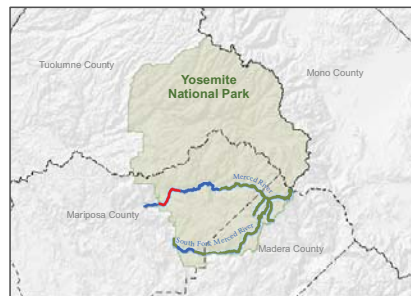 Tuolumne County
Yosemite
National Park
Mono County
Merced River
Mariposa County
South Fork Merced River
Madera County